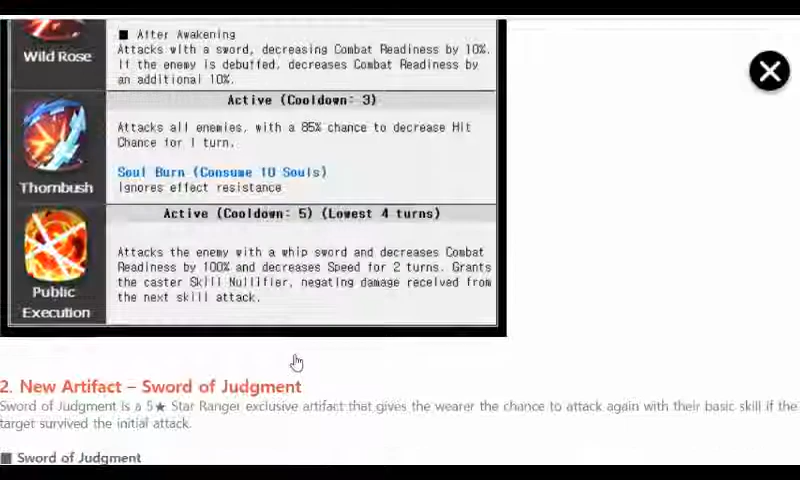 ■ After Awakening
Wild Rose
Attacks with a sword, decreasing Combat Readiness by 10%.
If the enemy is debuffed, decreases Combat Readiness by
an additional 10%.
Active (Cooldown: 3)
Attacks all enemies, with a 85% chance to decrease Hit
Chance for 1 turn.
Soul Burn (Consume 10 Souls)
Ignores effect resistance
Thornbush
Active (Cooldown: 5) (Lowest 4 turns)
Attacks the enemy with a whip sword and decreases Combat
Readiness by 100% and decreases Speed for 2 turns. Grants
the caster Skill Nullifier, negating damage received from
the next skill attack.
Public
Execution
2. New Artifact – Sword of Judgment
Sword of Judgment is a 5★ Star Ranger exclusive artifact that gives the wearer the chance to attack again with their basic skill if the
target survived the initial attack.
■ Sword of Judgment